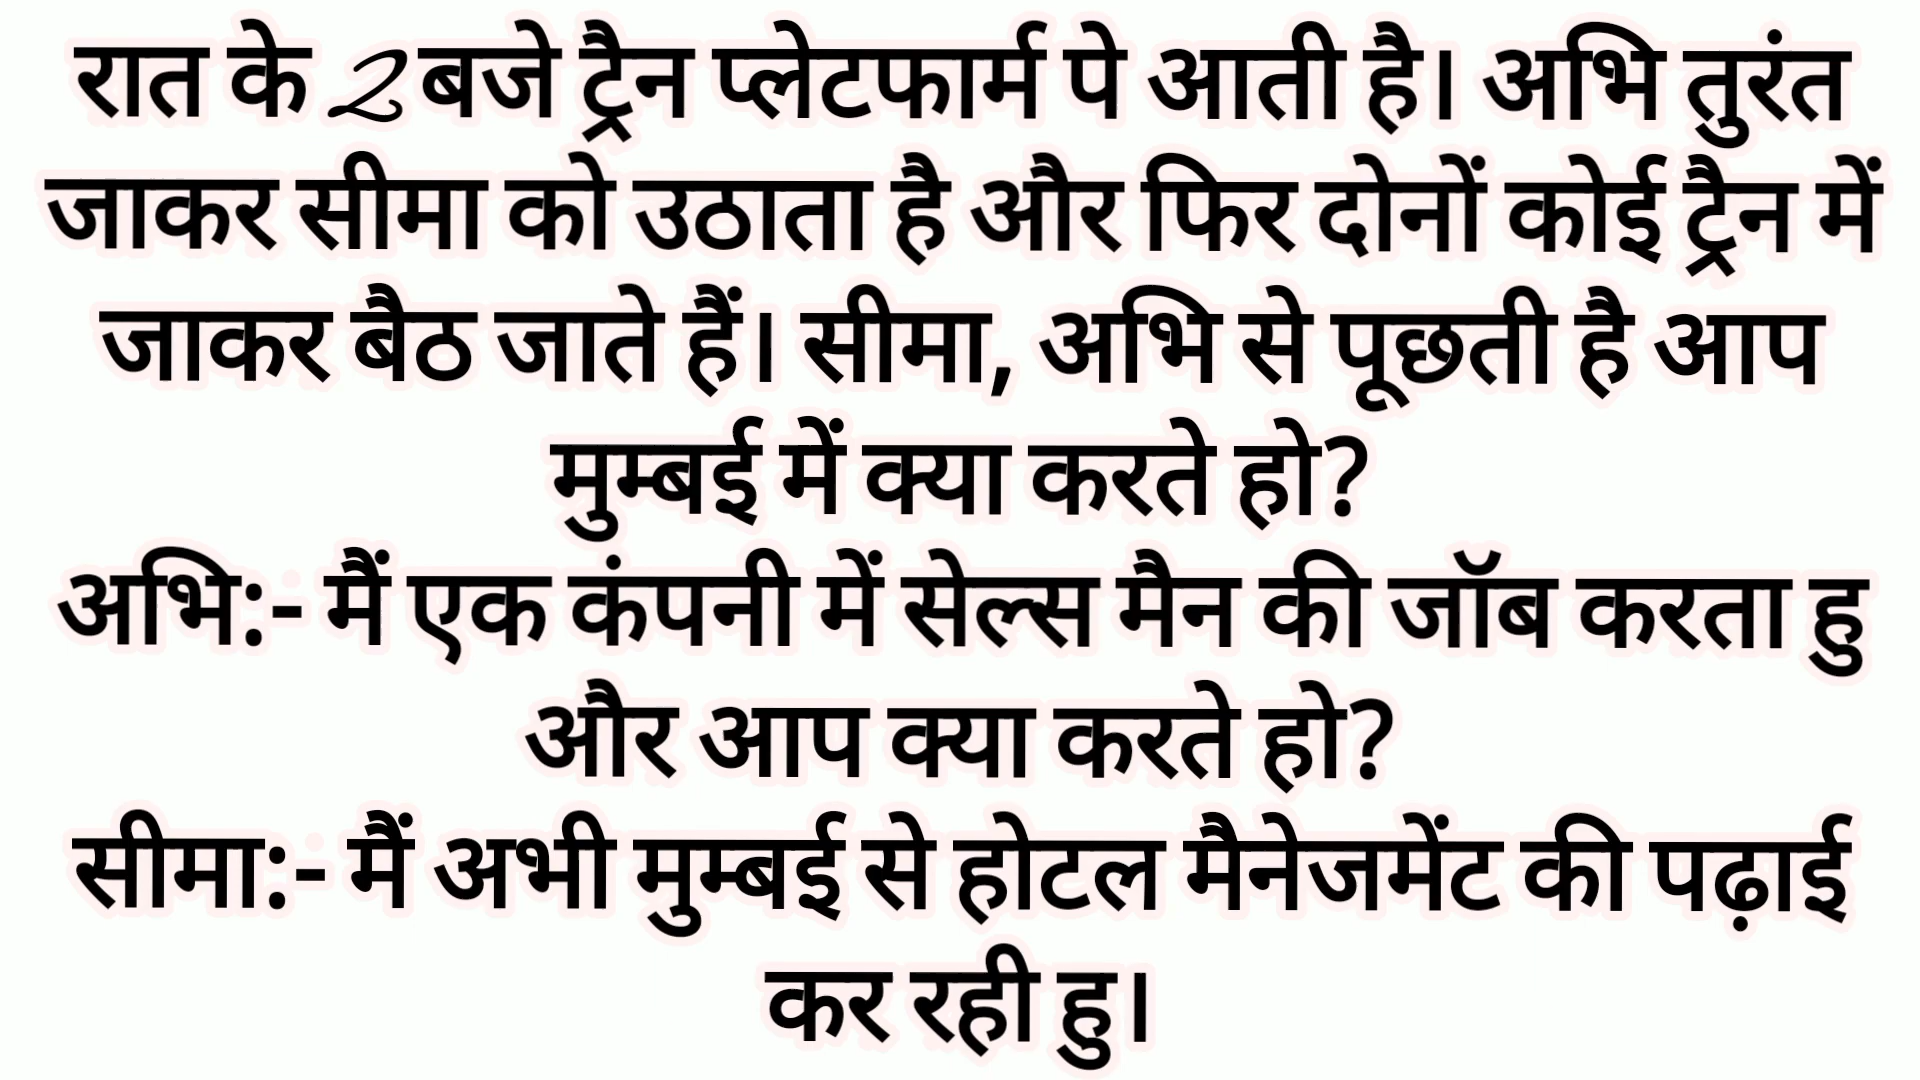 रात के 2 बजे ट्रैन प्लेटफार्म पे आती है। अभि तुरंत
जाकर सीमा को उठाता है और फिर दोनों कोई ट्रैन में
जाकर बैठ जाते हैं। सीमा, अभि से पूछती है आप
मुम्बई में क्या करते हो?
अभि:- मैं एक कंपनी में सेल्स मैन की जॉब करता हु
और आप क्या करते हो?
सीमा:- मैं अभी मुम्बई से होटल मैनेजमेंट की पढ़ाई
कर रही हु।